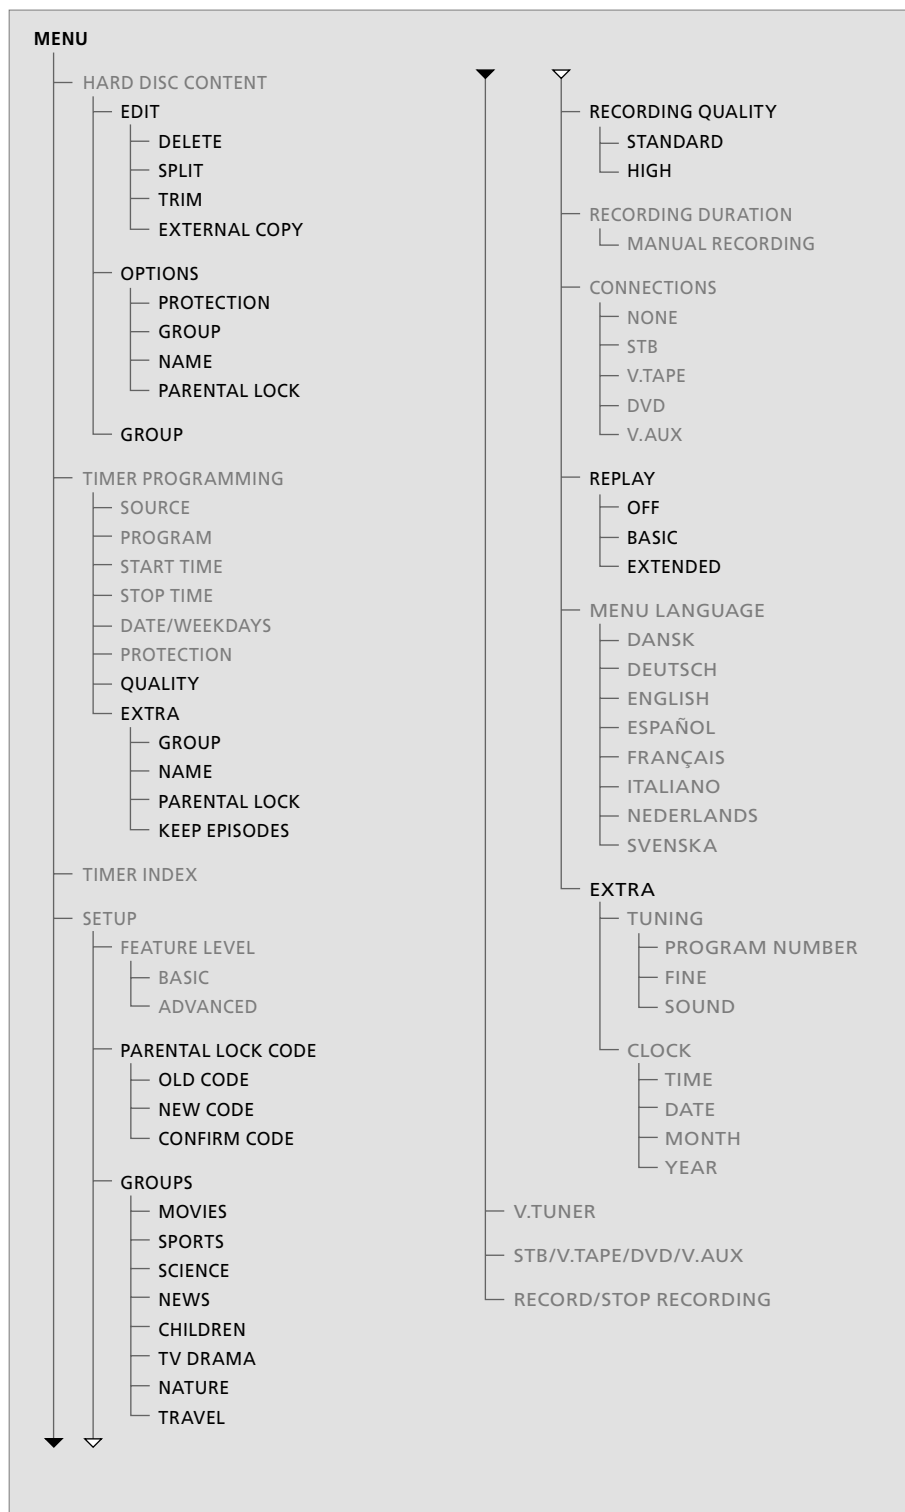 MENU
HARD DISC CONTENT
EDIT
DELETE
SPLIT
TRIM
EXTERNAL COPY
OPTIONS
PROTECTION
GROUP
NAME
PARENTAL LOCK
GROUP
TIMER PROGRAMMING
SOURCE
PROGRAM
START TIME
STOP TIME
DATE/WEEKDAYS
PROTECTION
QUALITY
EXTRA
GROUP
NAME
PARENTAL LOCK
KEEP EPISODES
TIMER INDEX
SETUP
FEATURE LEVEL
BASIC
ADVANCED
PARENTAL LOCK CODE
OLD CODE
NEW CODE
CONFIRM CODE
GROUPS
MOVIES
SPORTS
SCIENCE
NEWS
CHILDREN
TV DRAMA
NATURE
TRAVEL
RECORDING QUALITY
STANDARD
HIGH
RECORDING DURATION
MANUAL RECORDING
CONNECTIONS
NONE
STB
V.TAPE
DVD
V.AUX
REPLAY
OFF
BASIC
EXTENDED
MENU LANGUAGE
DANSK
DEUTSCH
ENGLISH
ESPAÑOL
FRANÇAIS
ITALIANO
NEDERLANDS
SVENSKA
EXTRA
TUNING
PROGRAM NUMBER
FINE
SOUND
CLOCK
TIME
DATE
MONTH
YEAR
V.TUNER
STB/V.TAPE/DVD/V.AUX
RECORD/STOP RECORDING